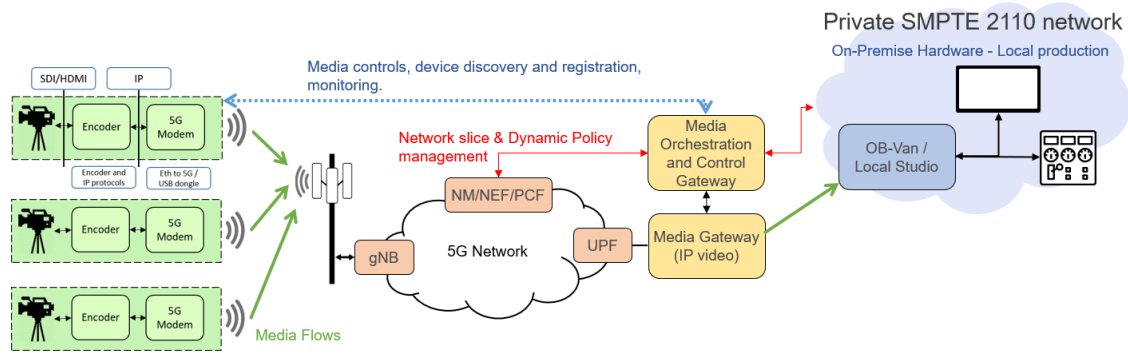 Private SMPTE 2110 network
On-Premise Hardware - Local production
SDI/HDMI
IP
Media controls, device discovery and registration,
monitoring.
Encoder
5G
Modem
Encoder and
IP protocols
Eth to 5G /
USB dongle
Network slice & Dynamic Policy
management
Media
Orchestration
and Control
Gateway
OB-Van /
Local Studio
NM/NEF/PCF
Encoder
5G
Modem
gNB
5G Network
UPF
Media Gateway
(IP video)
Encoder
5G
Modem
Media Flows